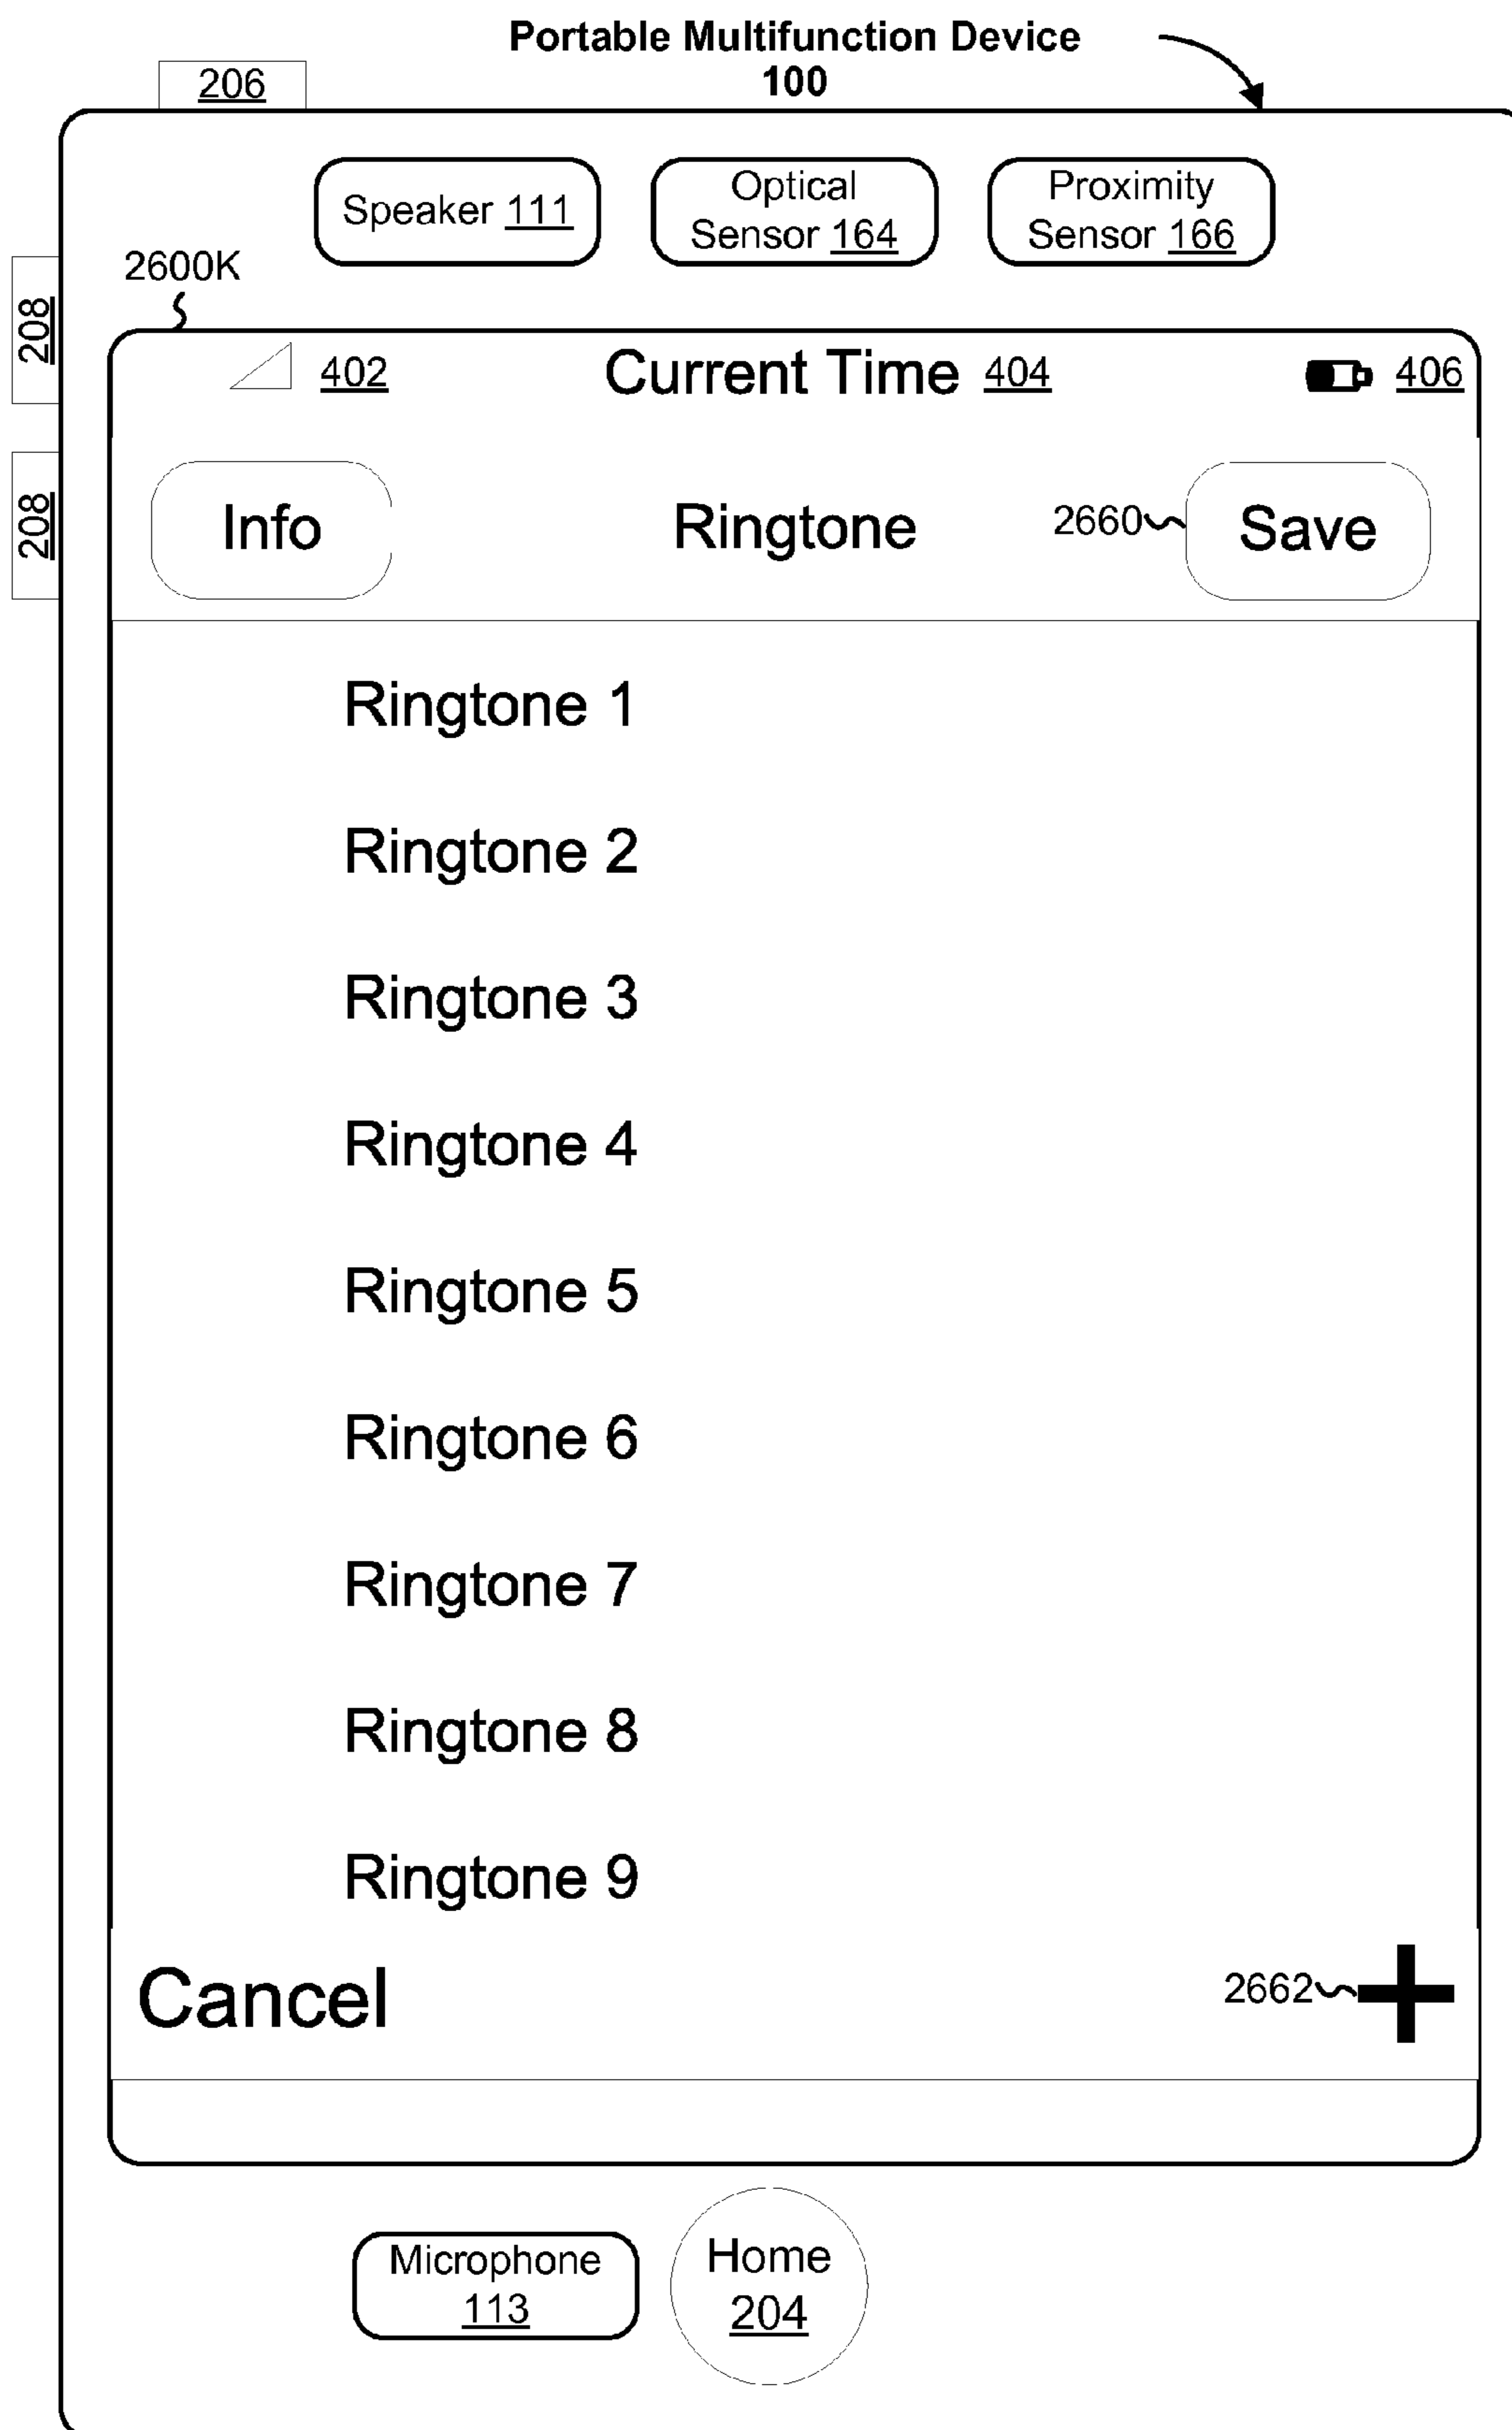 Portable Multifunction Device
100
206
Speaker 111
Optical
Sensor 164
Proximity
Sensor 166
2600K
208
402
Current Time 404
406
208
Info
Ringtone
2660
Save
Ringtone 1
Ringtone 2
Ringtone 3
Ringtone 4
Ringtone 5
Ringtone 6
Ringtone 7
Ringtone 8
Ringtone 9
Cancel
2662
Microphone
113
Home
204